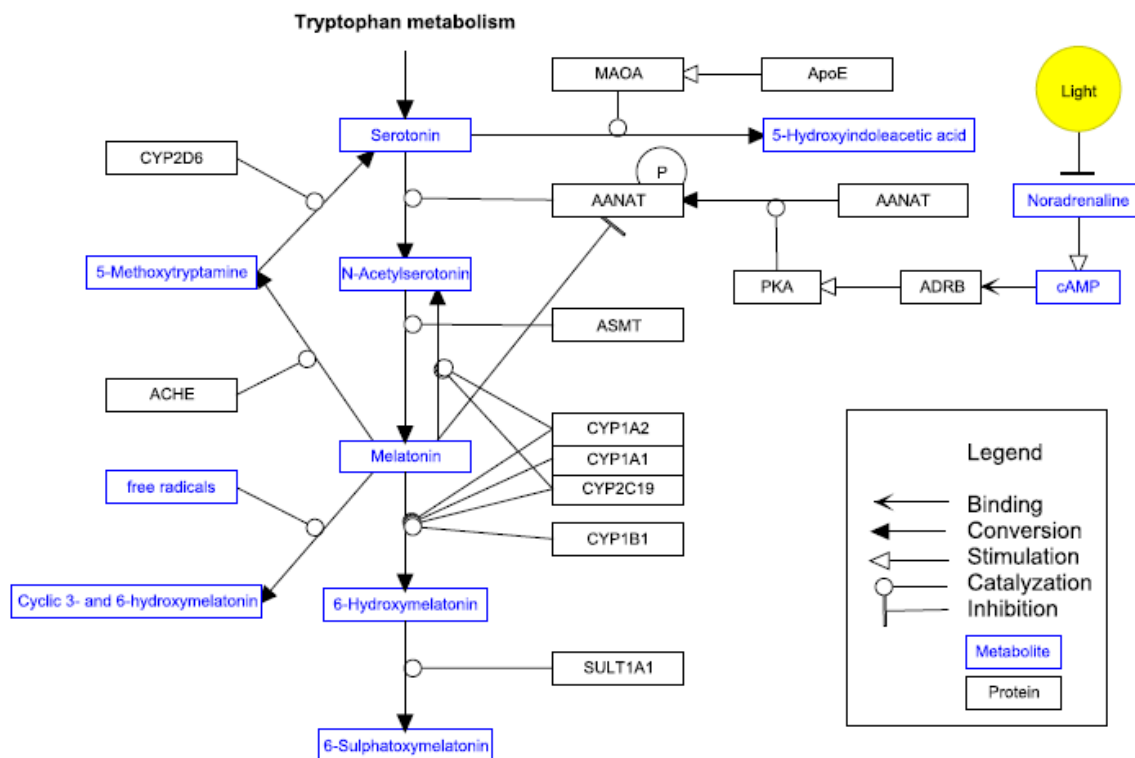 Tryptophan metabolism
MAOA
ApoE
Light
Serotonin
5-Hydroxyindoleacetic acid
CYP2D6
P
AANAT
AANAT
Noradrenaline
5-Methoxytryptamine
N-Acetylserotonin
PKA
ADRB
cAMP
ASMT
ACHE
CYP1A2
Melatonin
CYP1A1
free radicals
CYP2C19
CYP1B1
Cyclic 3- and 6-hydroxymelatonin
6-Hydroxymelatonin
SULT1A1
6-Sulphatoxymelatonin
Legend
Binding
Conversion
Stimulation
Catalyzation
Inhibition
Metabolite
Protein